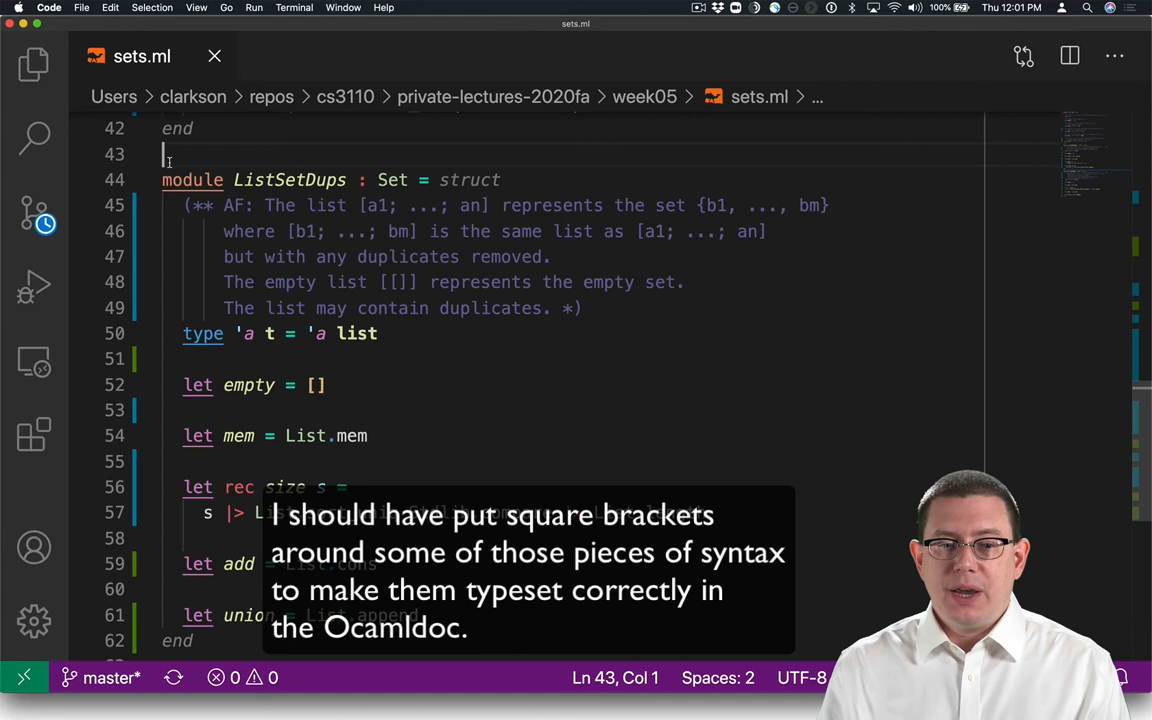 Code File Edit Selection View Go Run Terminal Window Help 100% Thu 12:01 PM
sets.ml
sets.ml
Users > clarkson > repos > cs3110 > private-lectures-2020fa > week05 > sets.ml > ...
42 end
43
44 module ListSetDups : Set = struct
45 (** AF: The list [a1; ...; an] represents the set {b1, ..., bm}
46 where [b1; ...; bm] is the same list as [a1; ...; an]
47 but with any duplicates removed.
48 The empty list [[]] represents the empty set.
49 The list may contain duplicates. *)
50 type 'a t = 'a list
51
52 let empty = []
53
54 let mem = List.mem
55
56 let rec size s =
57 s |>
58
59 let add = List.cons
60
61 let union = List.append
62 end
I should have put square brackets
around some of those pieces of syntax
to make them typeset correctly in
the Ocamldoc.
master* 0 0 Ln 43, Col 1 Spaces: 2 UTF-8